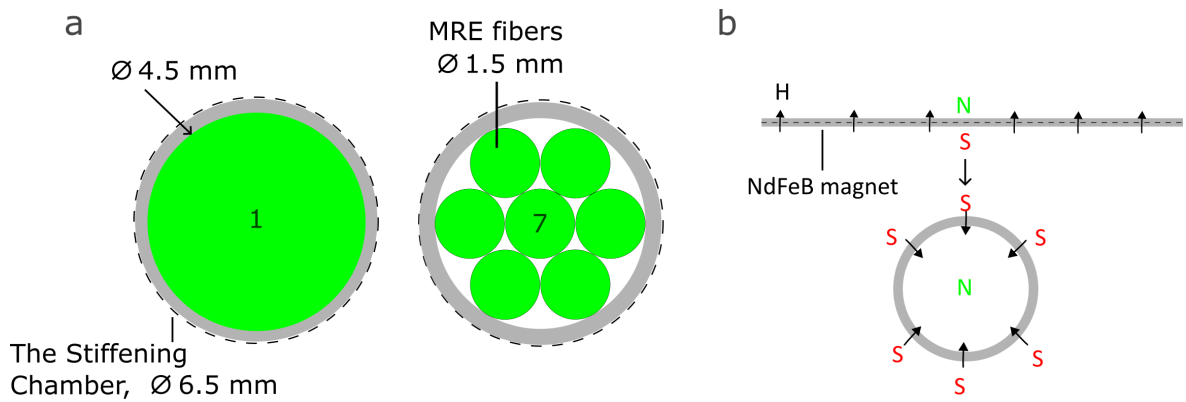 a
Ø 4.5 mm
1
The Stiffening
Chamber, Ø 6.5 mm
MRE fibers
Ø 1.5 mm
7
b
H
N
S
NdFeB magnet
S
S
S
N
S
S
S